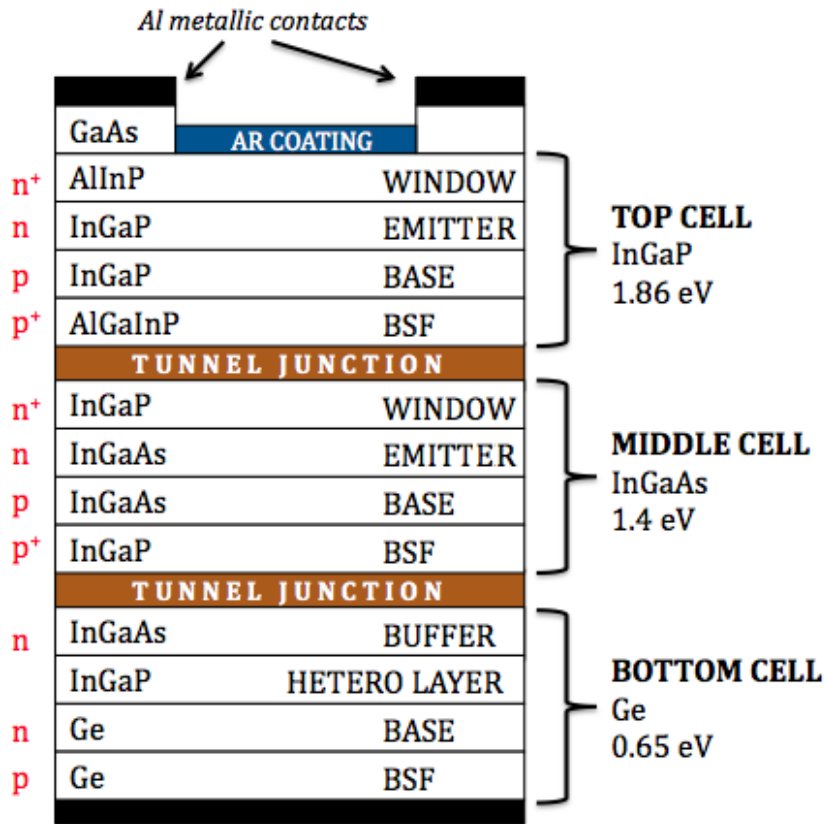 Al metallic contacts
GaAs AR COATING
n⁺ AlInP WINDOW
n InGaP EMITTER
p InGaP BASE
p⁺ AlGaInP BSF
TOP CELL
InGaP
1.86 eV
TUNNEL JUNCTION
n⁺ InGaP WINDOW
n InGaAs EMITTER
p InGaAs BASE
p⁺ InGaP BSF
MIDDLE CELL
InGaAs
1.4 eV
TUNNEL JUNCTION
n InGaAs BUFFER
InGaP HETERO LAYER
n Ge BASE
p Ge BSF
BOTTOM CELL
Ge
0.65 eV